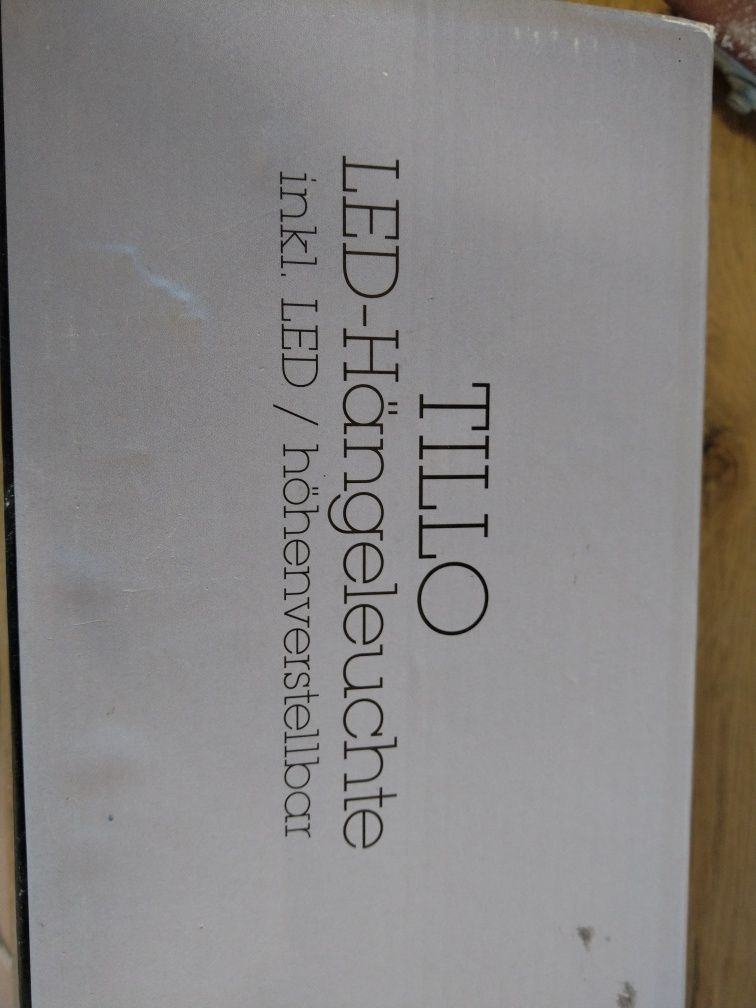 TILLO
LED-Hängeleuchte
inkl. LED / höhenverstellbar